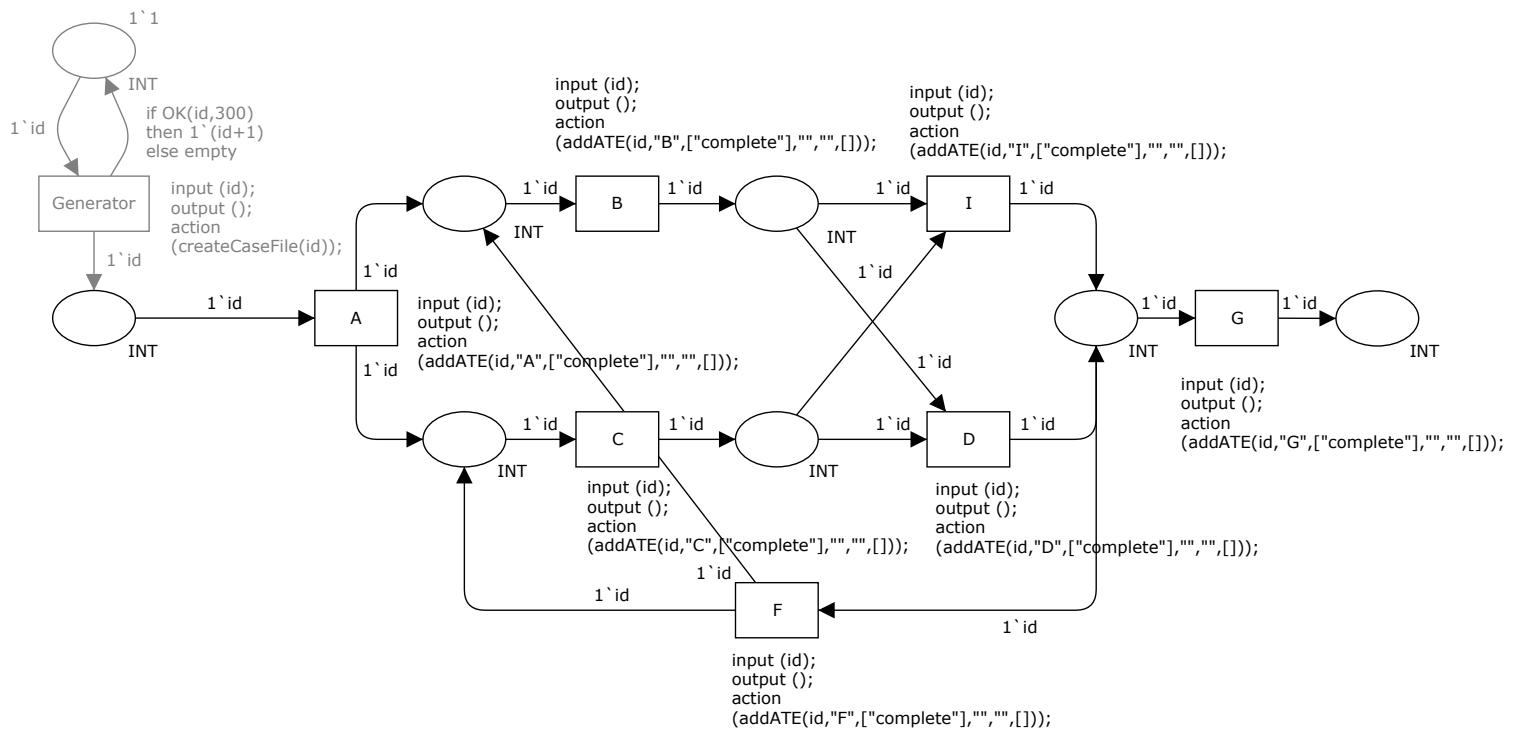 1`1
INT
1`id
if OK(id,300)
then 1`(id+1)
else empty
Generator
input (id);
output ();
action
(createCaseFile(id));
1`id
INT
1`id
A
input (id);
output ();
action
(addATE(id,"A",["complete"],"","",[]));
1`id
1`id
INT
1`id
B
input (id);
output ();
action
(addATE(id,"B",["complete"],"","",[]));
1`id
INT
1`id
I
input (id);
output ();
action
(addATE(id,"I",["complete"],"","",[]));
1`id
1`id
1`id
INT
1`id
C
input (id);
output ();
action
(addATE(id,"C",["complete"],"","",[]));
1`id
INT
1`id
D
input (id);
output ();
action
(addATE(id,"D",["complete"],"","",[]));
1`id
INT
1`id
G
input (id);
output ();
action
(addATE(id,"G",["complete"],"","",[]));
1`id
INT
1`id
1`id
F
1`id
input (id);
output ();
action
(addATE(id,"F",["complete"],"","",[]));